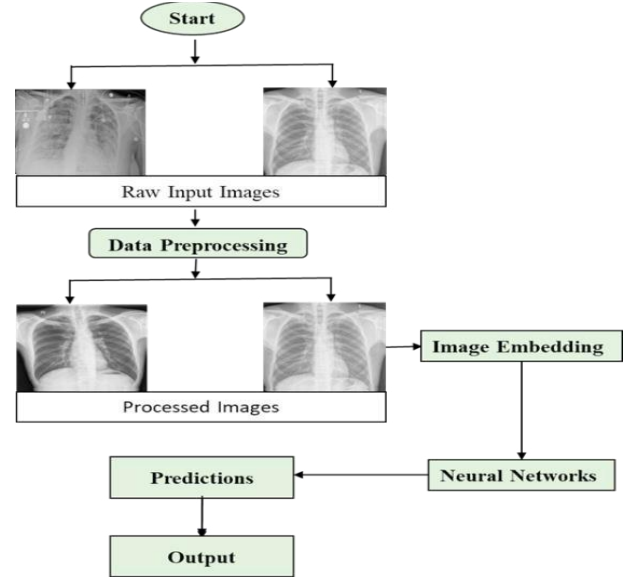 Start
Raw Input Images
Data Preprocessing
Image Embedding
Processed Images
Neural Networks
Predictions
Output